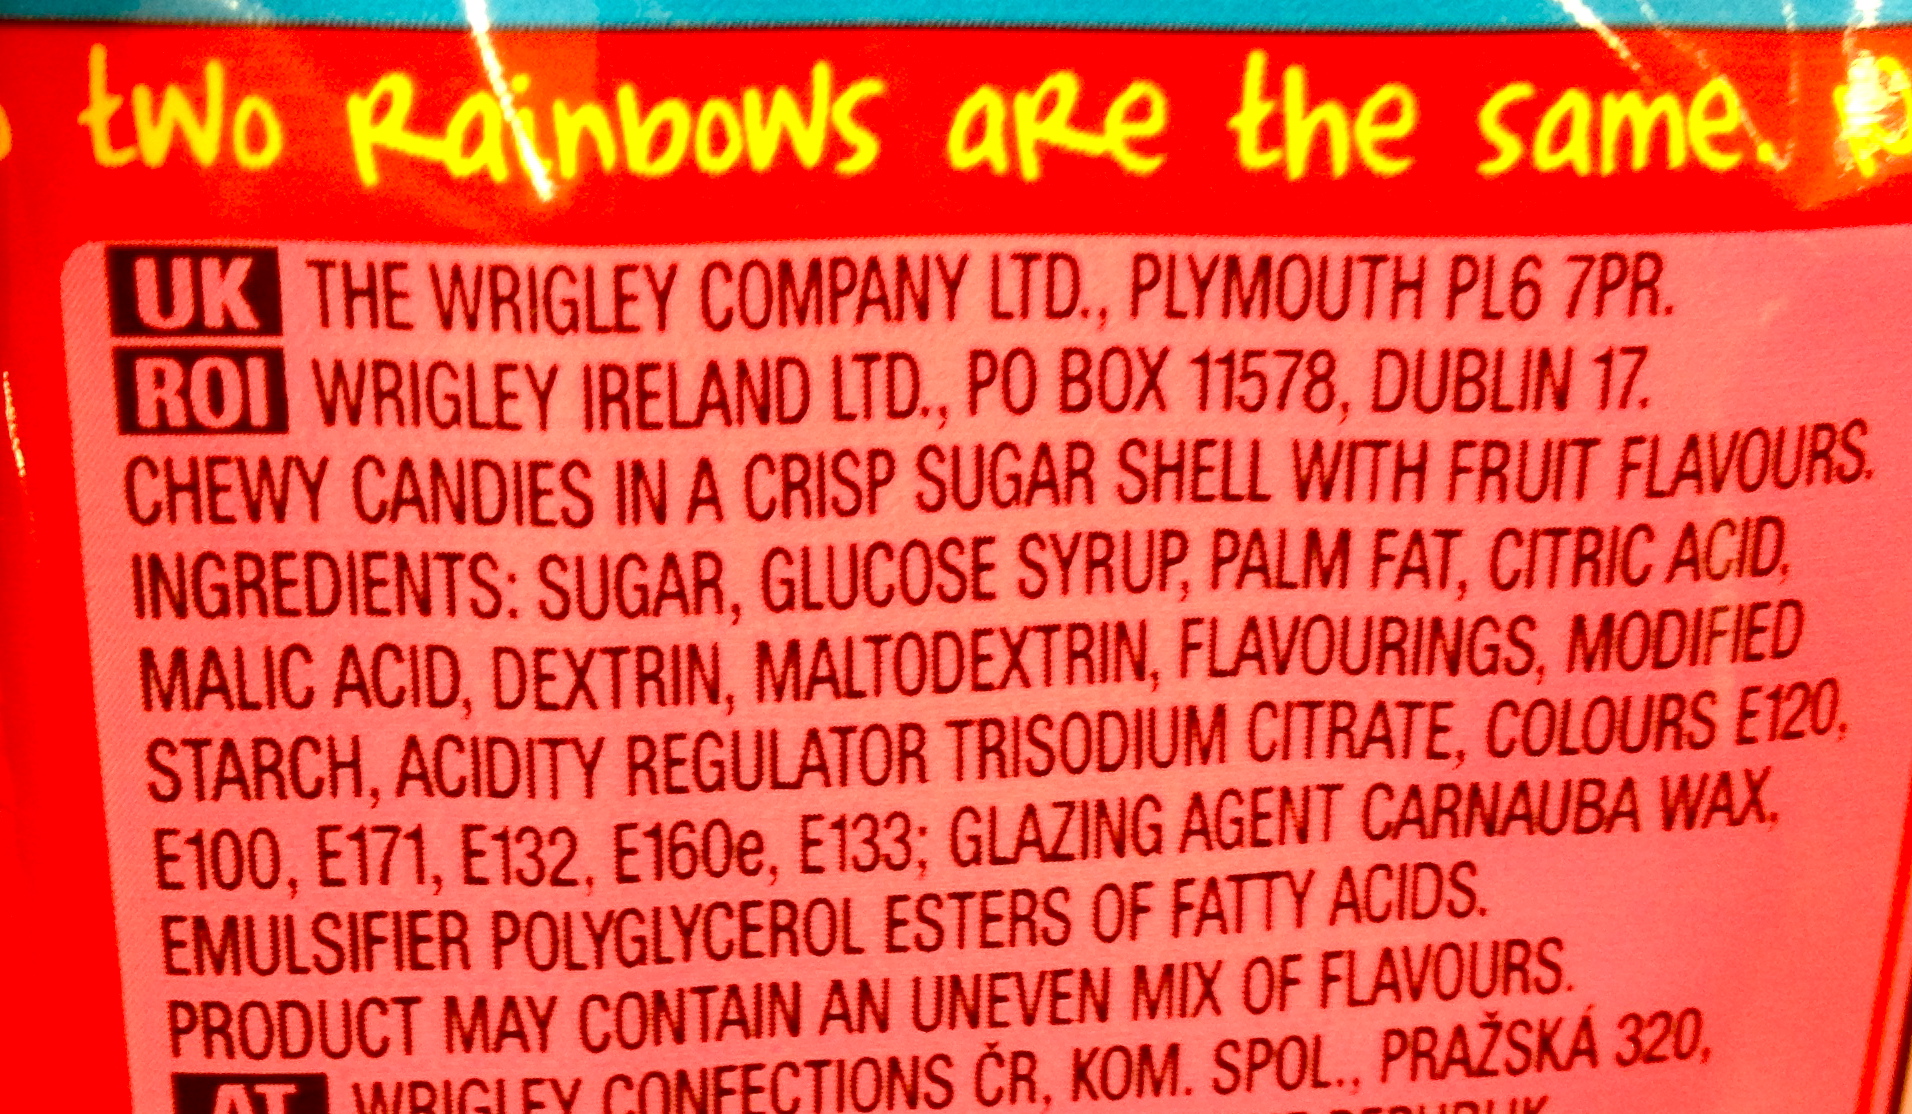 two Rainbows aRe the same.
UK THE WRIGLEY COMPANY LTD., PLYMOUTH PL6 7PR.
ROI WRIGLEY IRELAND LTD., PO BOX 11578, DUBLIN 17.
CHEWY CANDIES IN A CRISP SUGAR SHELL WITH FRUIT FLAVOURS.
INGREDIENTS: SUGAR, GLUCOSE SYRUP, PALM FAT, CITRIC ACID,
MALIC ACID, DEXTRIN, MALTODEXTRIN, FLAVOURINGS, MODIFIED
STARCH, ACIDITY REGULATOR TRISODIUM CITRATE, COLOURS E120,
E100, E171, E132, E160e, E133; GLAZING AGENT CARNAUBA WAX,
EMULSIFIER POLYGLYCEROL ESTERS OF FATTY ACIDS.
PRODUCT MAY CONTAIN AN UNEVEN MIX OF FLAVOURS.
AT WRIGLEY CONFECTIONS ČR, KOM. SPOL., PRAŽSKÁ 320,